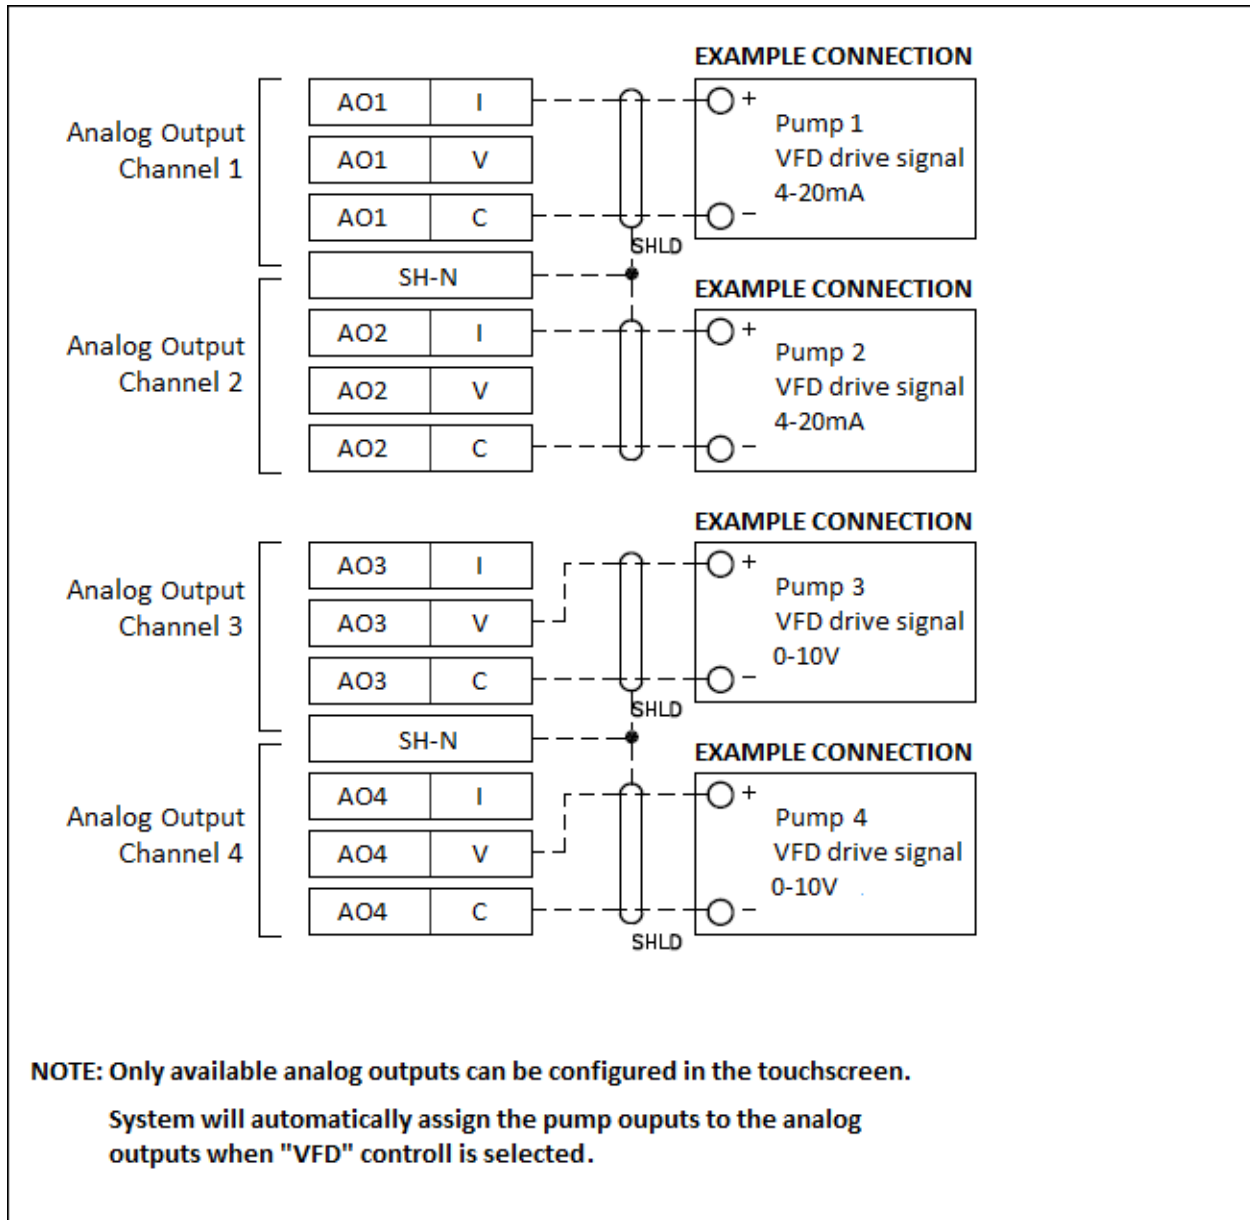 EXAMPLE CONNECTION
Analog Output
Channel 1
AO1 I
AO1 V
AO1 C
SH-N
SHLD
+
Pump 1
VFD drive signal
4-20mA
–
EXAMPLE CONNECTION
Analog Output
Channel 2
AO2 I
AO2 V
AO2 C
+
Pump 2
VFD drive signal
4-20mA
–
EXAMPLE CONNECTION
Analog Output
Channel 3
AO3 I
AO3 V
AO3 C
SH-N
SHLD
+
Pump 3
VFD drive signal
0-10V
–
EXAMPLE CONNECTION
Analog Output
Channel 4
AO4 I
AO4 V
AO4 C
SHLD
+
Pump 4
VFD drive signal
0-10V
–
NOTE: Only available analog outputs can be configured in the touchscreen.
System will automatically assign the pump ouputs to the analog
outputs when "VFD" controll is selected.